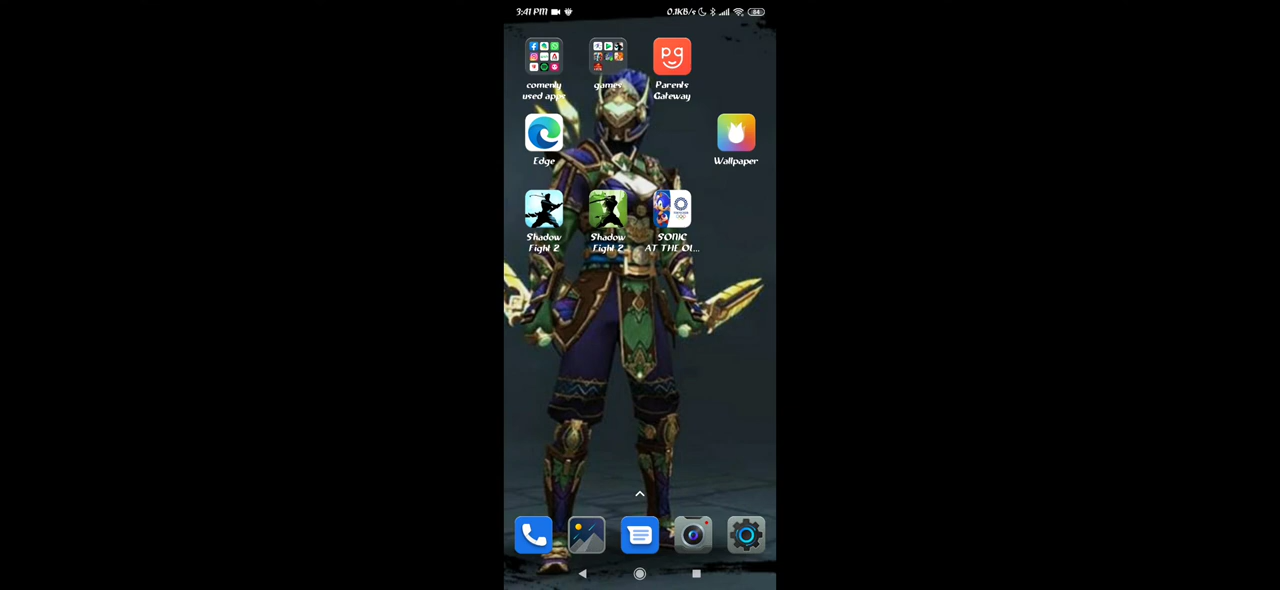 3:41 PM
0.1KB/s
84
comenly
used apps
games
Parents
Gateway
Edge
Wallpaper
Shadow
Fight 2
Shadow
Fight 2
SONIC
AT THE OL...